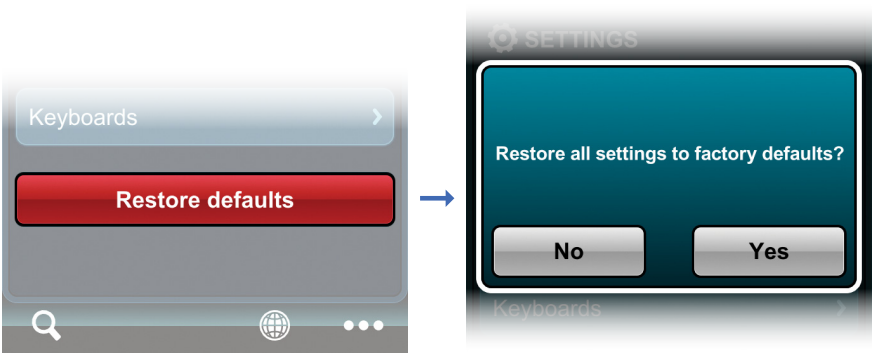 Keyboards
Restore defaults
SETTINGS
Restore all settings to factory defaults?
No
Yes
Keyboards